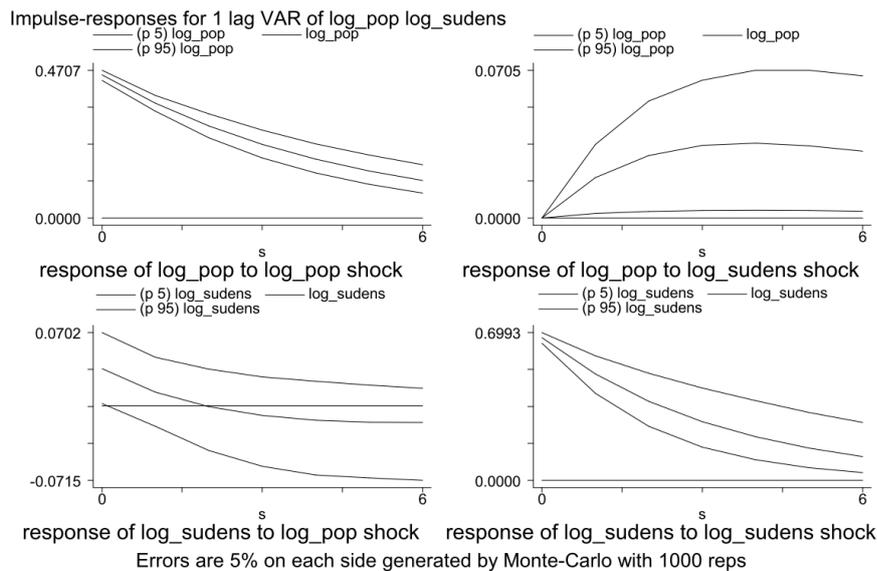 Impulse-responses for 1 lag VAR of log_pop log_sudens
(p 5) log_pop log_pop
(p 95) log_pop
0.4707
0.0000
0 6
s
response of log_pop to log_pop shock
(p 5) log_pop log_pop
(p 95) log_pop
0.0705
0.0000
0 6
s
response of log_pop to log_sudens shock
(p 5) log_sudens log_sudens
(p 95) log_sudens
0.0702
-0.0715
0 6
s
response of log_sudens to log_pop shock
(p 5) log_sudens log_sudens
(p 95) log_sudens
0.6993
0.0000
0 6
s
response of log_sudens to log_sudens shock
Errors are 5% on each side generated by Monte-Carlo with 1000 reps